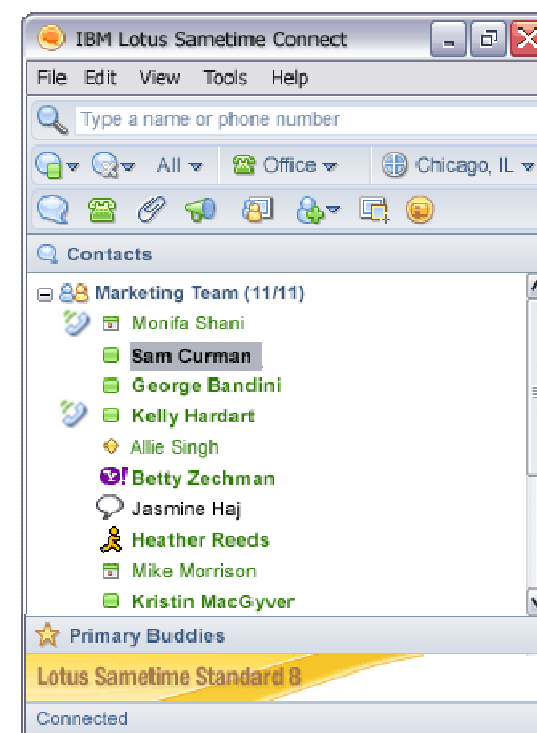 IBM Lotus Sametime Connect
File Edit View Tools Help
Type a name or phone number
All Office Chicago, IL
Contacts
Marketing Team (11/11)
Monifa Shani
Sam Curman
George Bandini
Kelly Hardart
Allie Singh
Y! Betty Zechman
Jasmine Haj
Heather Reeds
Mike Morrison
Kristin MacGyver
Primary Buddies
Lotus Sametime Standard 8
Connected